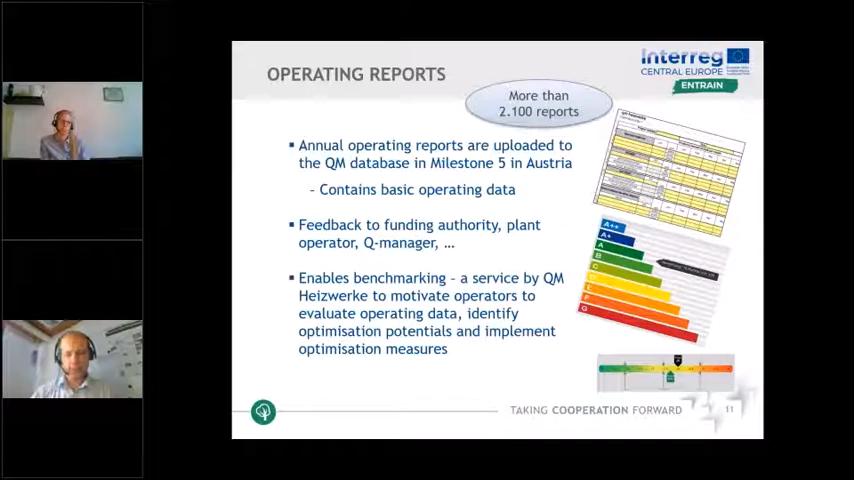 OPERATING REPORTS
Interreg
CENTRAL EUROPE
ENTRAIN
More than
2.100 reports
▪ Annual operating reports are uploaded to
the QM database in Milestone 5 in Austria
– Contains basic operating data
▪ Feedback to funding authority, plant
operator, Q-manager, …
▪ Enables benchmarking – a service by QM
Heizwerke to motivate operators to
evaluate operating data, identify
optimisation potentials and implement
optimisation measures
A++
A+
A
B
C
E
F
G
TAKING COOPERATION FORWARD
11